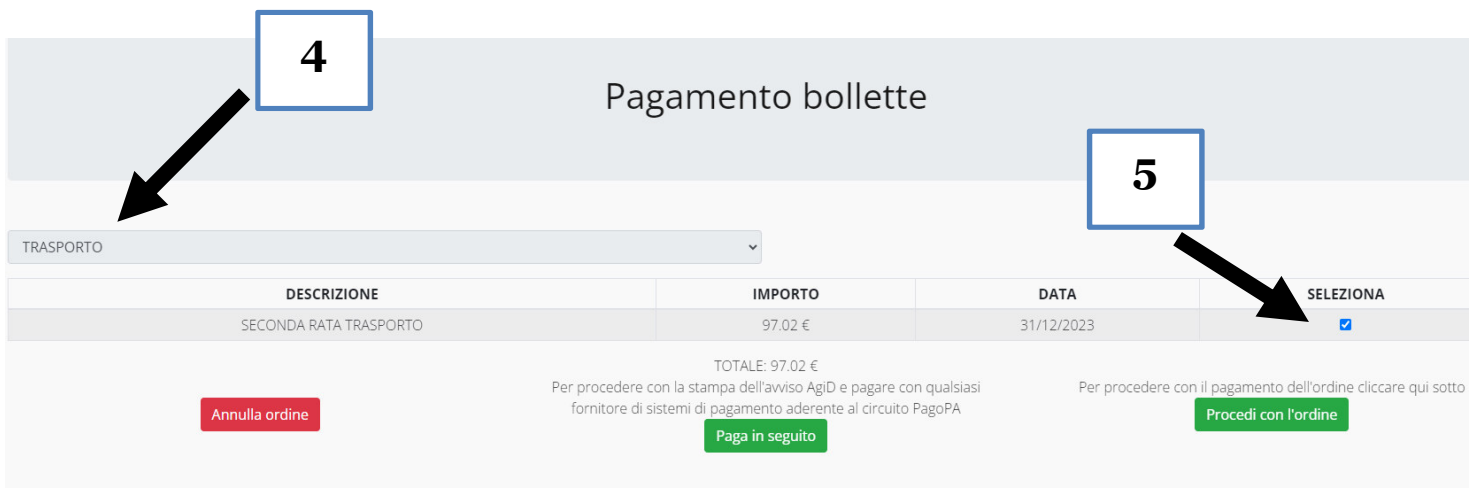 4
Pagamento bollette
5
TRASPORTO
DESCRIZIONE IMPORTO DATA SELEZIONA
SECONDA RATA TRASPORTO 97.02 € 31/12/2023
TOTALE: 97.02 €
Per procedere con la stampa dell'avviso AgiD e pagare con qualsiasi
fornitore di sistemi di pagamento aderente al circuito PagoPA
Per procedere con il pagamento dell'ordine cliccare qui sotto
Annulla ordine
Paga in seguito
Procedi con l'ordine